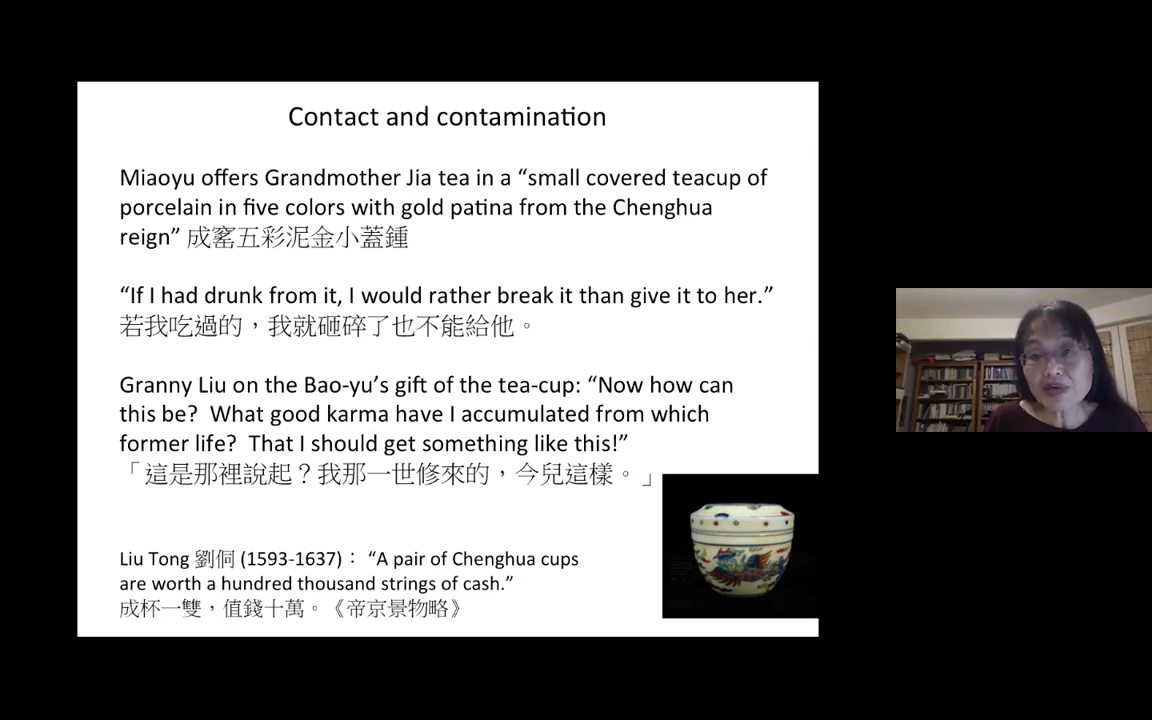 Contact and contamination
Miaoyu offers Grandmother Jia tea in a “small covered teacup of
porcelain in five colors with gold patina from the Chenghua
reign” 成窰五彩泥金小蓋鍾
“If I had drunk from it, I would rather break it than give it to her.”
若我吃過的，我就砸碎了也不能給他。
Granny Liu on the Bao-yu’s gift of the tea-cup: “Now how can
this be?  What good karma have I accumulated from which
former life?  That I should get something like this!”
「這是那裡說起？我那一世修來的，今兒這樣。」
Liu Tong 劉侗 (1593-1637)： “A pair of Chenghua cups
are worth a hundred thousand strings of cash.”
成杯一雙，值錢十萬。《帝京景物略》